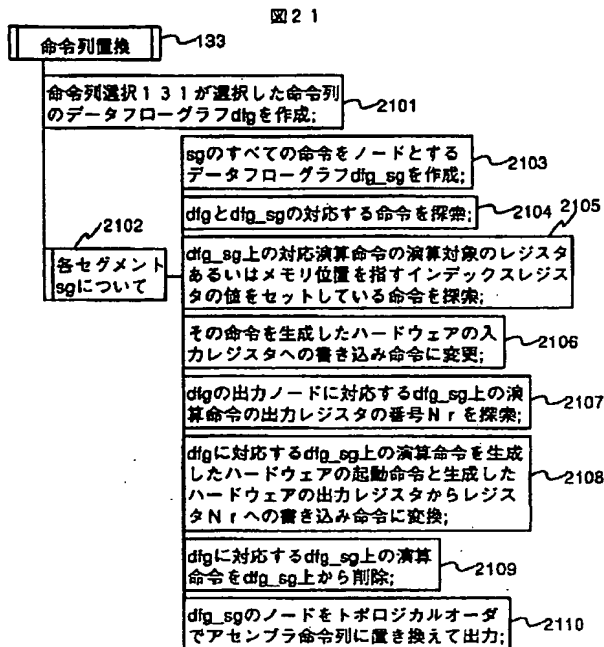 図21
命令列置換
133
命令列選択131が選択した命令列
のデータフローグラフdfgを作成;
2101
sgのすべての命令をノードとする
データフローグラフdfg_sgを作成;
2103
dfgとdfg_sgの対応する命令を探索;
2104
2105
2102
各セグメント
sgについて
dfg_sg上の対応演算命令の演算対象のレジスタ
あるいはメモリ位置を指すインデックスレジス
タの値をセットしている命令を探索;
その命令を生成したハードウェアの入
力レジスタへの書き込み命令に変更;
2106
dfgの出力ノードに対応するdfg_sg上の演
算命令の出力レジスタの番号Nrを探索;
2107
dfgに対応するdfg_sg上の演算命令を生成
したハードウェアの起動命令と生成した
ハードウェアの出力レジスタからレジス
タNrへの書き込み命令に変換;
2108
dfgに対応するdfg_sg上の演算
命令をdfg_sg上から削除;
2109
dfg_sgのノードをトポロジカルオーダ
でアセンブラ命令列に置き換えて出力;
2110